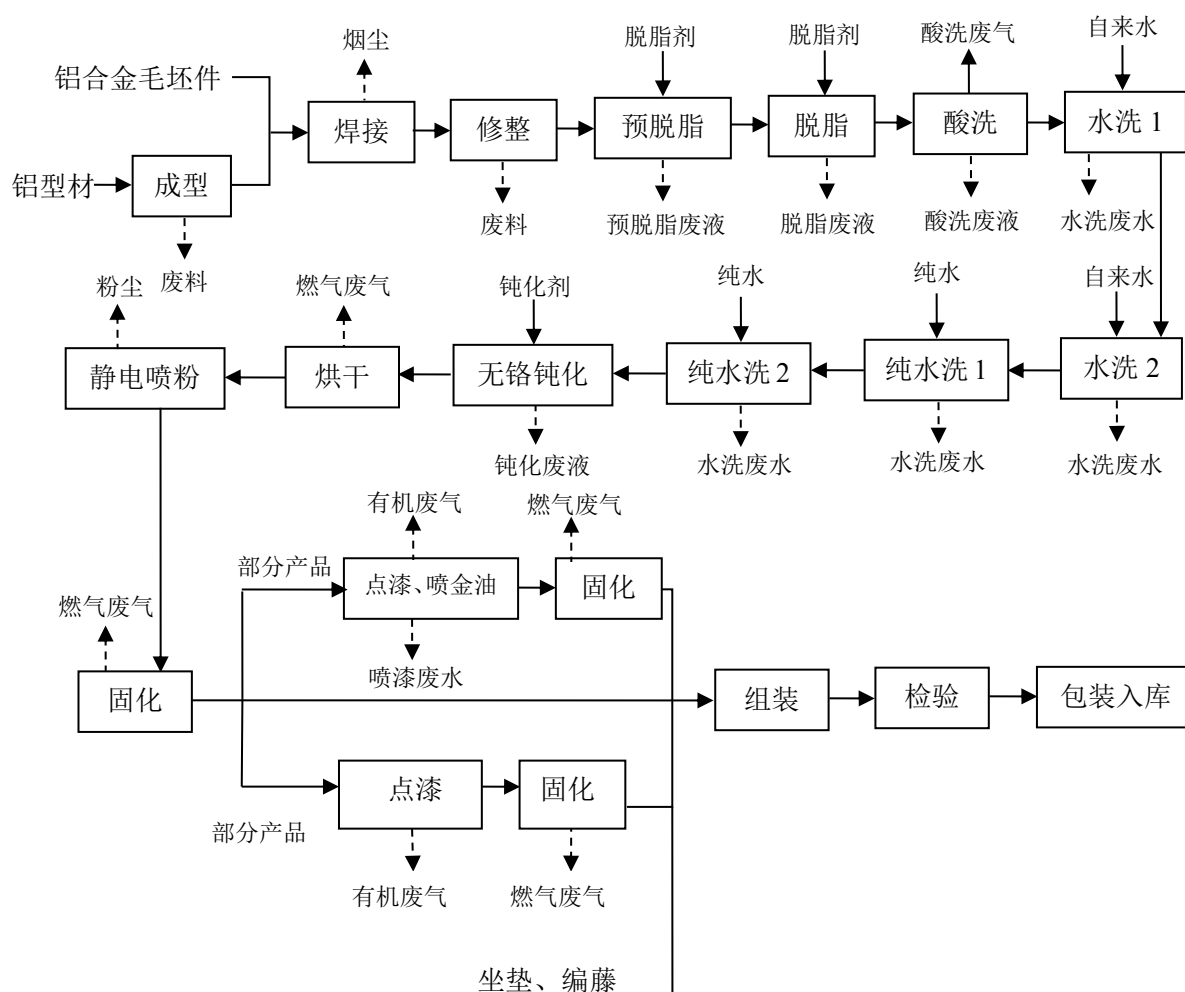 烟尘
脱脂剂
脱脂剂
酸洗废气
自来水
铝合金毛坯件
焊接
修整
预脱脂
脱脂
酸洗
水洗 1
铝型材
成型
废料
预脱脂废液
脱脂废液
酸洗废液
水洗废水
废料
粉尘
燃气废气
钝化剂
纯水
纯水
自来水
静电喷粉
烘干
无铬钝化
纯水洗 2
纯水洗 1
水洗 2
钝化废液
水洗废水
水洗废水
水洗废水
有机废气
燃气废气
部分产品
点漆、喷金油
固化
燃气废气
喷漆废水
固化
组装
检验
包装入库
点漆
固化
部分产品
有机废气
燃气废气
坐垫、编藤